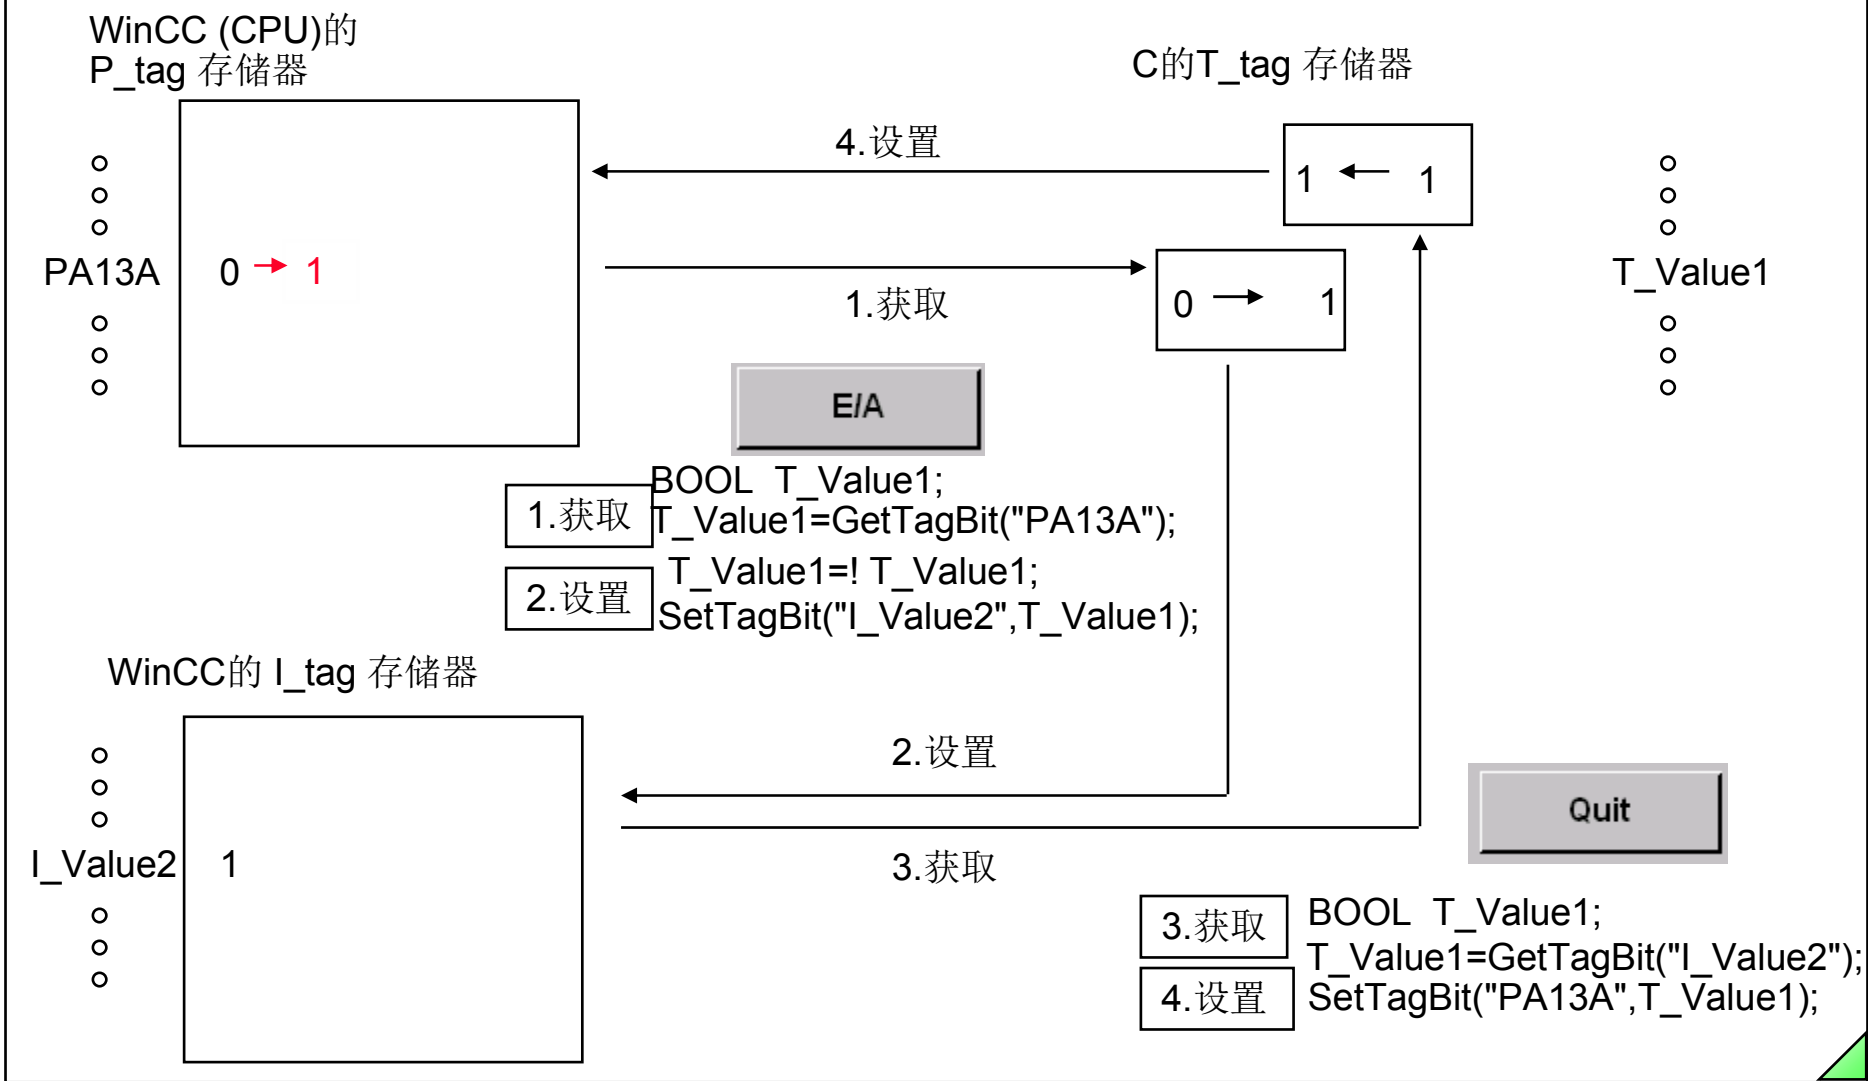 WinCC (CPU)的
P_tag 存储器
C的T_tag 存储器
4.设置
1 1
PA13A
0 1
1.获取
0 1
T_Value1
E/A
1.获取
BOOL T_Value1;
T_Value1=GetTagBit("PA13A");
2.设置
T_Value1=! T_Value1;
SetTagBit("I_Value2",T_Value1);
WinCC的 I_tag 存储器
2.设置
I_Value2
1
3.获取
Quit
3.获取
BOOL T_Value1;
T_Value1=GetTagBit("I_Value2");
4.设置
SetTagBit("PA13A",T_Value1);